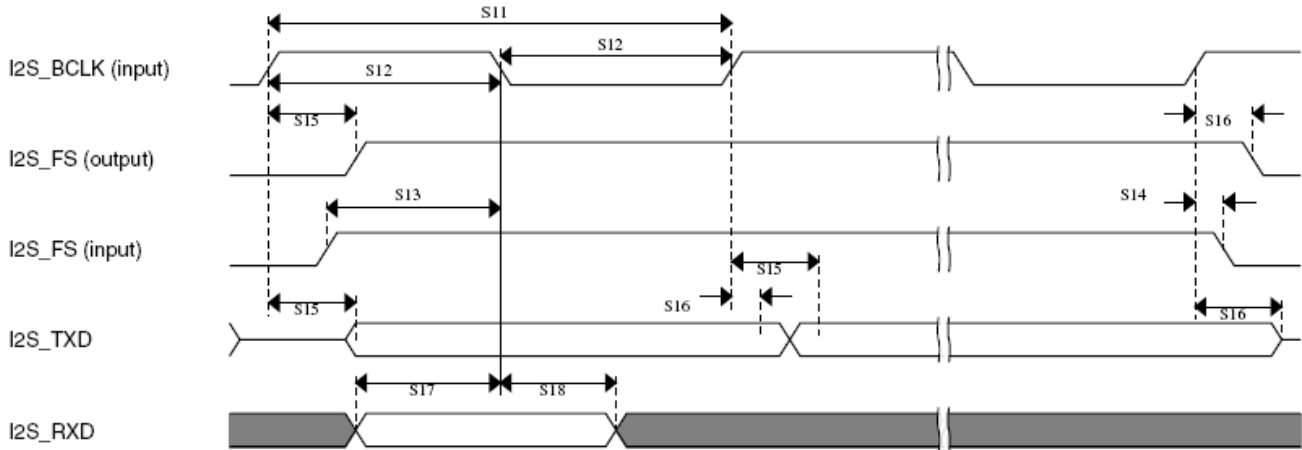 S11
I2S_BCLK (input)
S12
S12
S15
S16
I2S_FS (output)
S13
S14
I2S_FS (input)
S15
S15
S16
S16
I2S_TXD
S17
S18
I2S_RXD